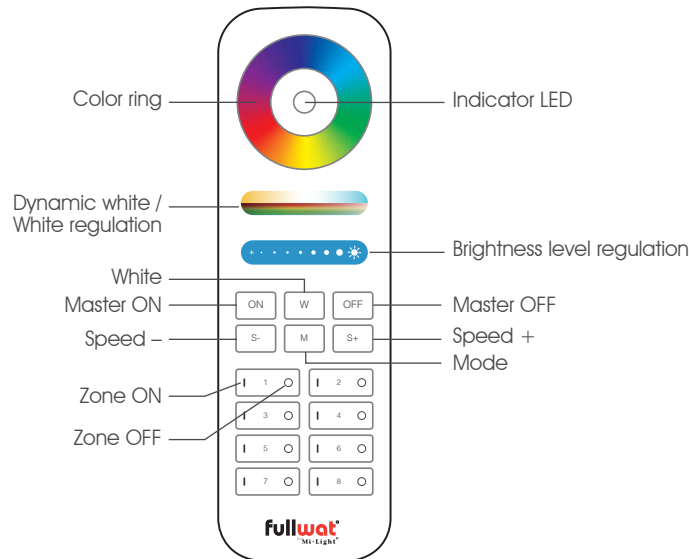 Color ring
Indicator LED
Dynamic white /
White regulation
Brightness level regulation
White
Master ON
ON
W
OFF
Master OFF
Speed –
S-
M
S+
Speed +
Mode
Zone ON
I 1 O
I 2 O
I 3 O
I 4 O
Zone OFF
I 5 O
I 6 O
I 7 O
I 8 O
fullwat
Mi·Light